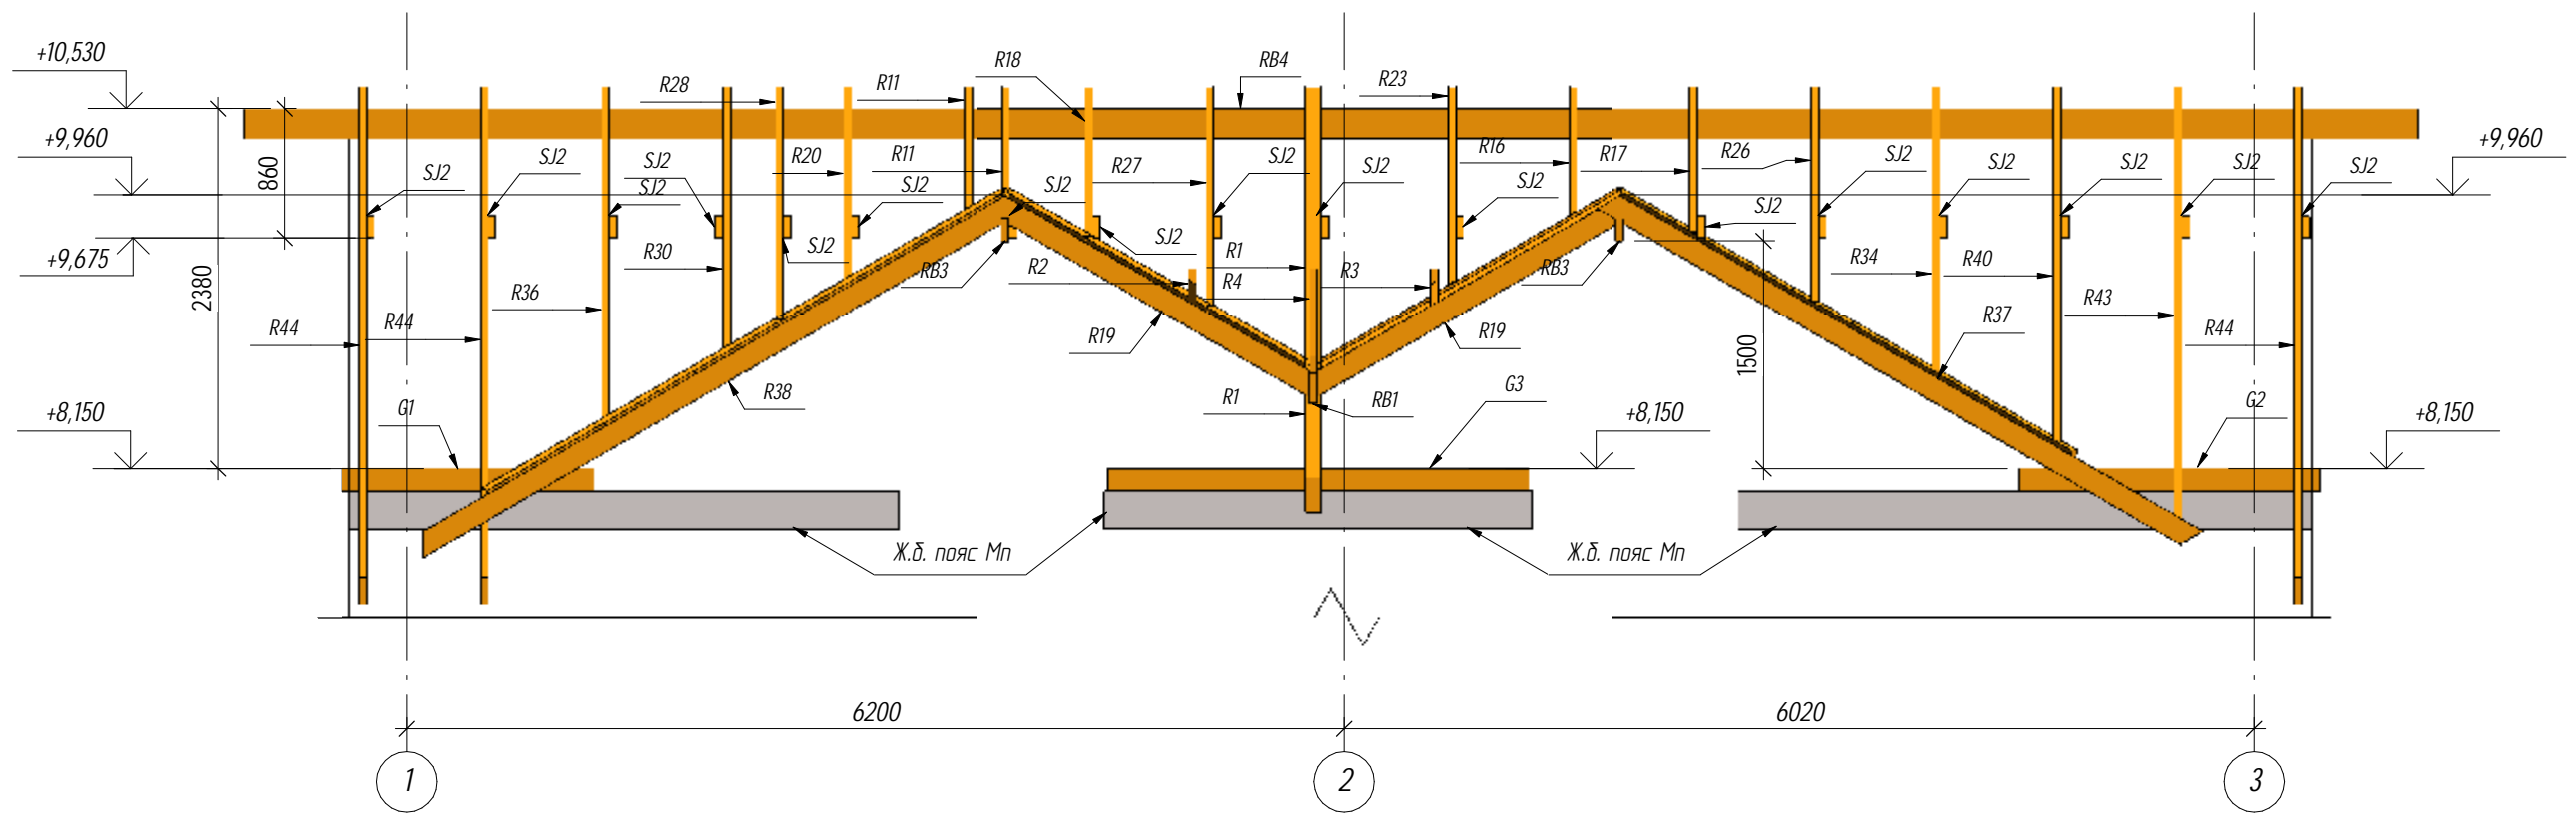 +10,530
R28
R11
R18
RB4
R23
+9,960
860
SJ2
SJ2
SJ2
SJ2
R20
R11
SJ2
SJ2
R27
SJ2
SJ2
R16
SJ2
R17
R26
SJ2
SJ2
SJ2
SJ2
SJ2
+9,960
SJ2
+9,675
2380
R30
SJ2
RB3
R2
SJ2
R1
R4
R3
RB3
R34
R40
R43
R36
R44
R44
R19
R19
1500
R37
R44
R38
+8,150
G1
R1
RB1
G3
+8,150
G2
+8,150
Ж.б. пояс Мп
Ж.б. пояс Мп
6200
6020
1
2
3